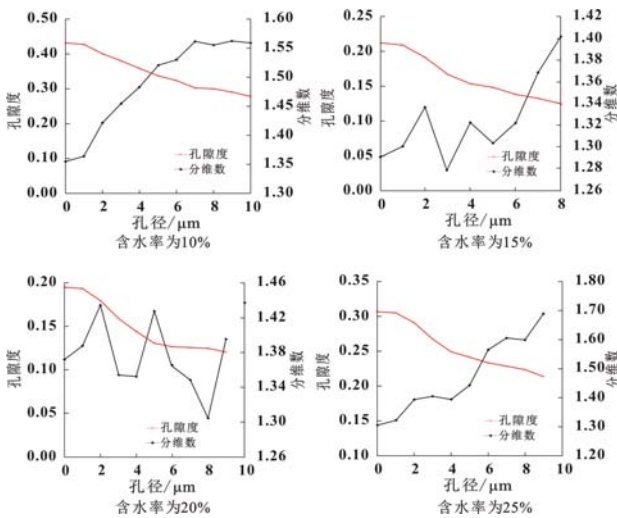 0.50 1.60
0.40 1.55
1.50
0.30
1.45
0.20
1.40
0.10 1.35
0.00 1.30
孔隙度
分维数
孔隙度
分维数
0 2 4 6 8 10
孔径/μm
含水率为10%
0.25 1.42
1.40
0.20 1.38
0.15 1.36
1.34
0.10 1.32
1.30
0.05 1.28
0.00 1.26
孔隙度
分维数
孔隙度
分维数
0 2 4 6 8
孔径/μm
含水率为15%
0.20 1.46
0.15 1.42
0.10 1.38
1.34
0.05 1.30
0.00 1.26
孔隙度
分维数
孔隙度
分维数
0 2 4 6 8 10
孔径/μm
含水率为20%
0.35 1.80
0.30 1.70
0.25 1.60
1.50
0.20 1.40
0.15 1.30
0.10 1.20
孔隙度
分维数
孔隙度
分维数
0 2 4 6 8 10
孔径/μm
含水率为25%